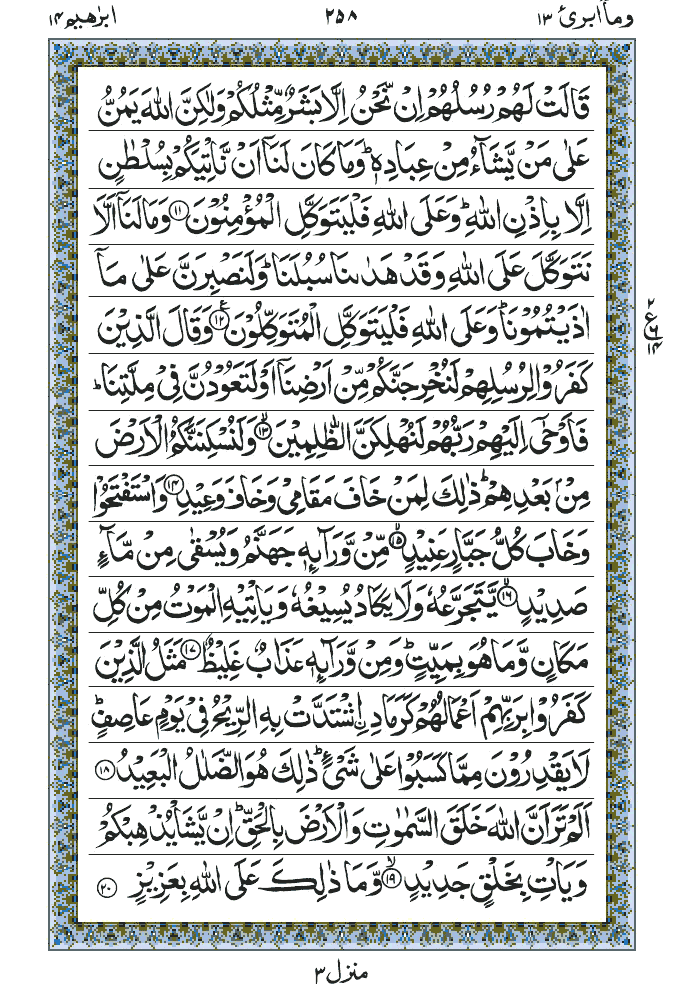 وماۤ ابرئ ١٣
٢٥٨
ابرٰهيم ١٤
قَالَتْ لَهُمْ رُسُلُهُمْ اِنْ نَّحْنُ اِلَّا بَشَرٌ مِّثْلُكُمْ وَلٰكِنَّ اللّٰهَ يَمُنُّ
عَلٰى مَنْ يَّشَآءُ مِنْ عِبَادِهٖ ؕ وَمَا كَانَ لَنَاۤ اَنْ نَّاْتِيَكُمْ بِسُلْطٰنٍ
اِلَّا بِاِذْنِ اللّٰهِ ؕ وَعَلَى اللّٰهِ فَلْيَتَوَكَّلِ الْمُؤْمِنُوْنَ ١١ وَمَا لَنَاۤ اَلَّا
نَتَوَكَّلَ عَلَى اللّٰهِ وَقَدْ هَدٰىنَا سُبُلَنَا ؕ وَلَنَصْبِرَنَّ عَلٰى مَاۤ
اٰذَيْتُمُوْنَا ؕ وَعَلَى اللّٰهِ فَلْيَتَوَكَّلِ الْمُتَوَكِّلُوْنَ ١٢ ع وَقَالَ الَّذِيْنَ
كَفَرُوْا لِرُسُلِهِمْ لَنُخْرِجَنَّكُمْ مِّنْ اَرْضِنَاۤ اَوْ لَتَعُوْدُنَّ فِيْ مِلَّتِنَا ؕ
فَاَوْحٰۤى اِلَيْهِمْ رَبُّهُمْ لَنُهْلِكَنَّ الظّٰلِمِيْنَ ١٣ وَلَنُسْكِنَنَّكُمُ الْاَرْضَ
مِنْۢ بَعْدِهِمْ ؕ ذٰلِكَ لِمَنْ خَافَ مَقَامِيْ وَخَافَ وَعِيْدِ ١٤ وَاسْتَفْتَحُوْا
وَخَابَ كُلُّ جَبَّارٍ عَنِيْدٍ ١٥ مِّنْ وَّرَآئِهٖ جَهَنَّمُ وَيُسْقٰى مِنْ مَّآءٍ
صَدِيْدٍ ١٦ يَّتَجَرَّعُهٗ وَلَا يَكَادُ يُسِيْغُهٗ وَيَاْتِيْهِ الْمَوْتُ مِنْ كُلِّ
مَكَانٍ وَّمَا هُوَ بِمَيِّتٍ ؕ وَمِنْ وَّرَآئِهٖ عَذَابٌ غَلِيْظٌ ١٧ مَثَلُ الَّذِيْنَ
كَفَرُوْا بِرَبِّهِمْ اَعْمَالُهُمْ كَرَمَادِ ِۨاشْتَدَّتْ بِهِ الرِّيْحُ فِيْ يَوْمٍ عَاصِفٍ ؕ
لَا يَقْدِرُوْنَ مِمَّا كَسَبُوْا عَلٰى شَيْءٍ ؕ ذٰلِكَ هُوَ الضَّلٰلُ الْبَعِيْدُ ١٨
اَلَمْ تَرَ اَنَّ اللّٰهَ خَلَقَ السَّمٰوٰتِ وَالْاَرْضَ بِالْحَقِّ ؕ اِنْ يَّشَاْ يُذْهِبْكُمْ
وَيَاْتِ بِخَلْقٍ جَدِيْدٍ ١٩ وَّمَا ذٰلِكَ عَلَى اللّٰهِ بِعَزِيْزٍ ٢٠
٢
ع ٦
١٤
منزل ٣